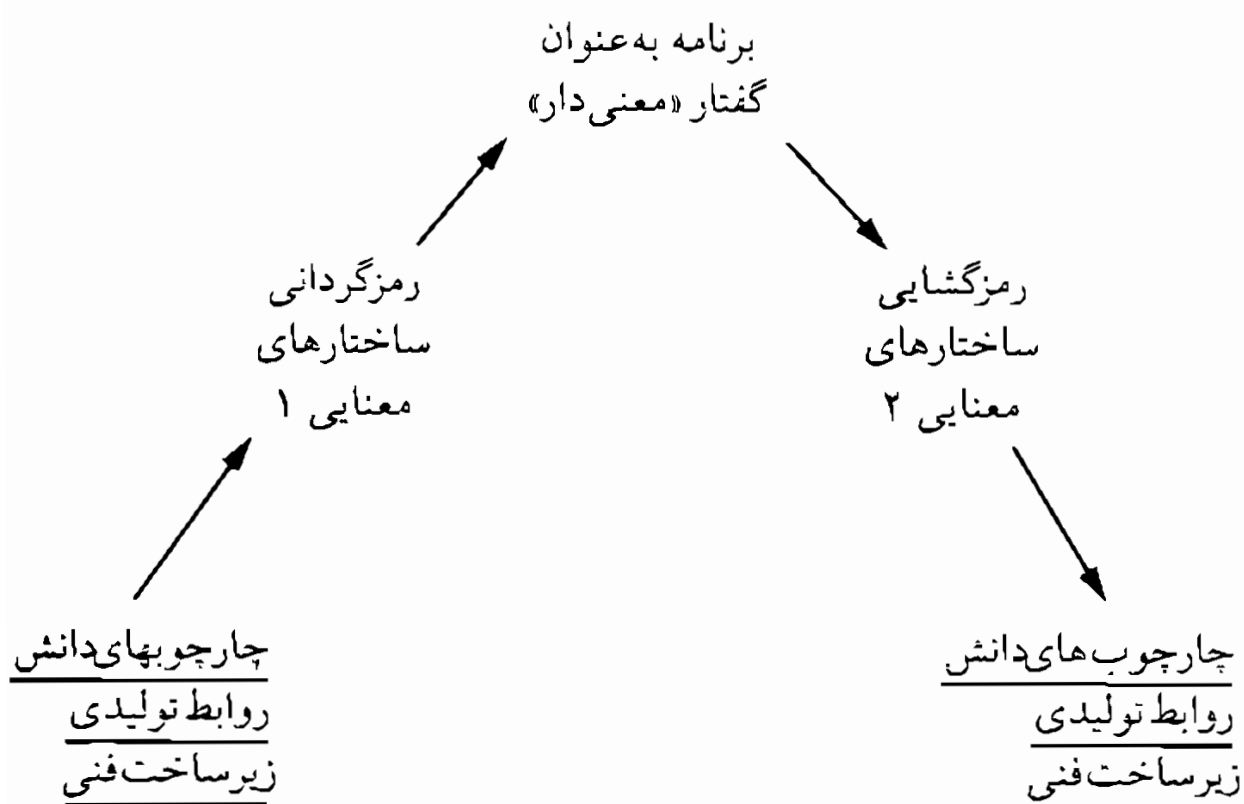 برنامه به‌عنوان
گفتار «معنی‌دار»
رمزگردانی
ساختارهای
معنایی ۱
رمزگشایی
ساختارهای
معنایی ۲
چارچوبهای‌دانش
روابط تولیدی
زیرساخت‌فنی
چارچوب‌های‌دانش
روابط تولیدی
زیرساخت‌فنی